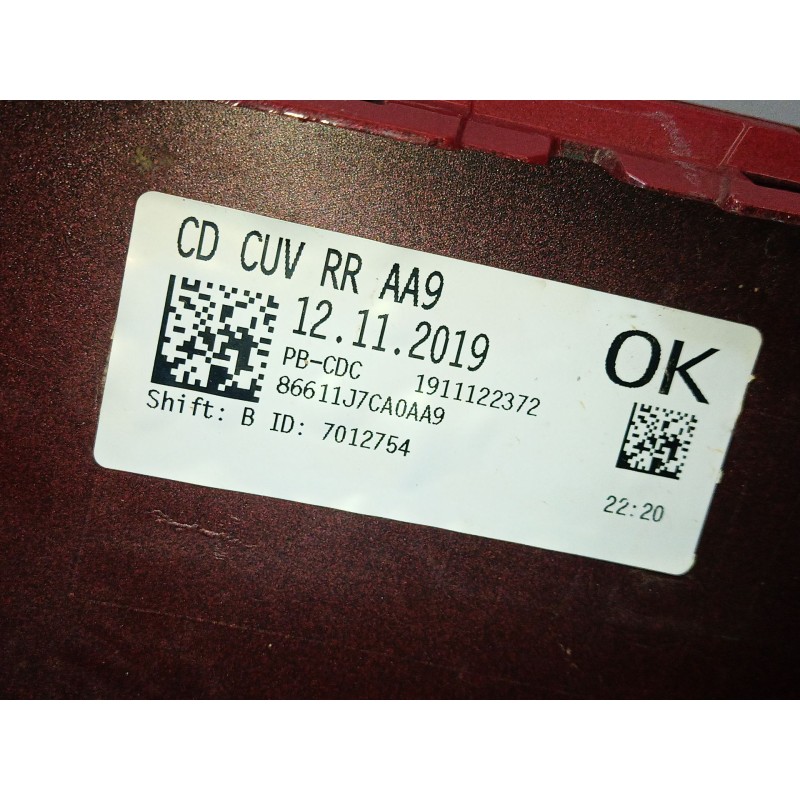 CD CUV RR AA9
12.11.2019
OK
PB-CDC 1911122372
86611J7CA0AA9
Shift: B ID: 7012754
22:20